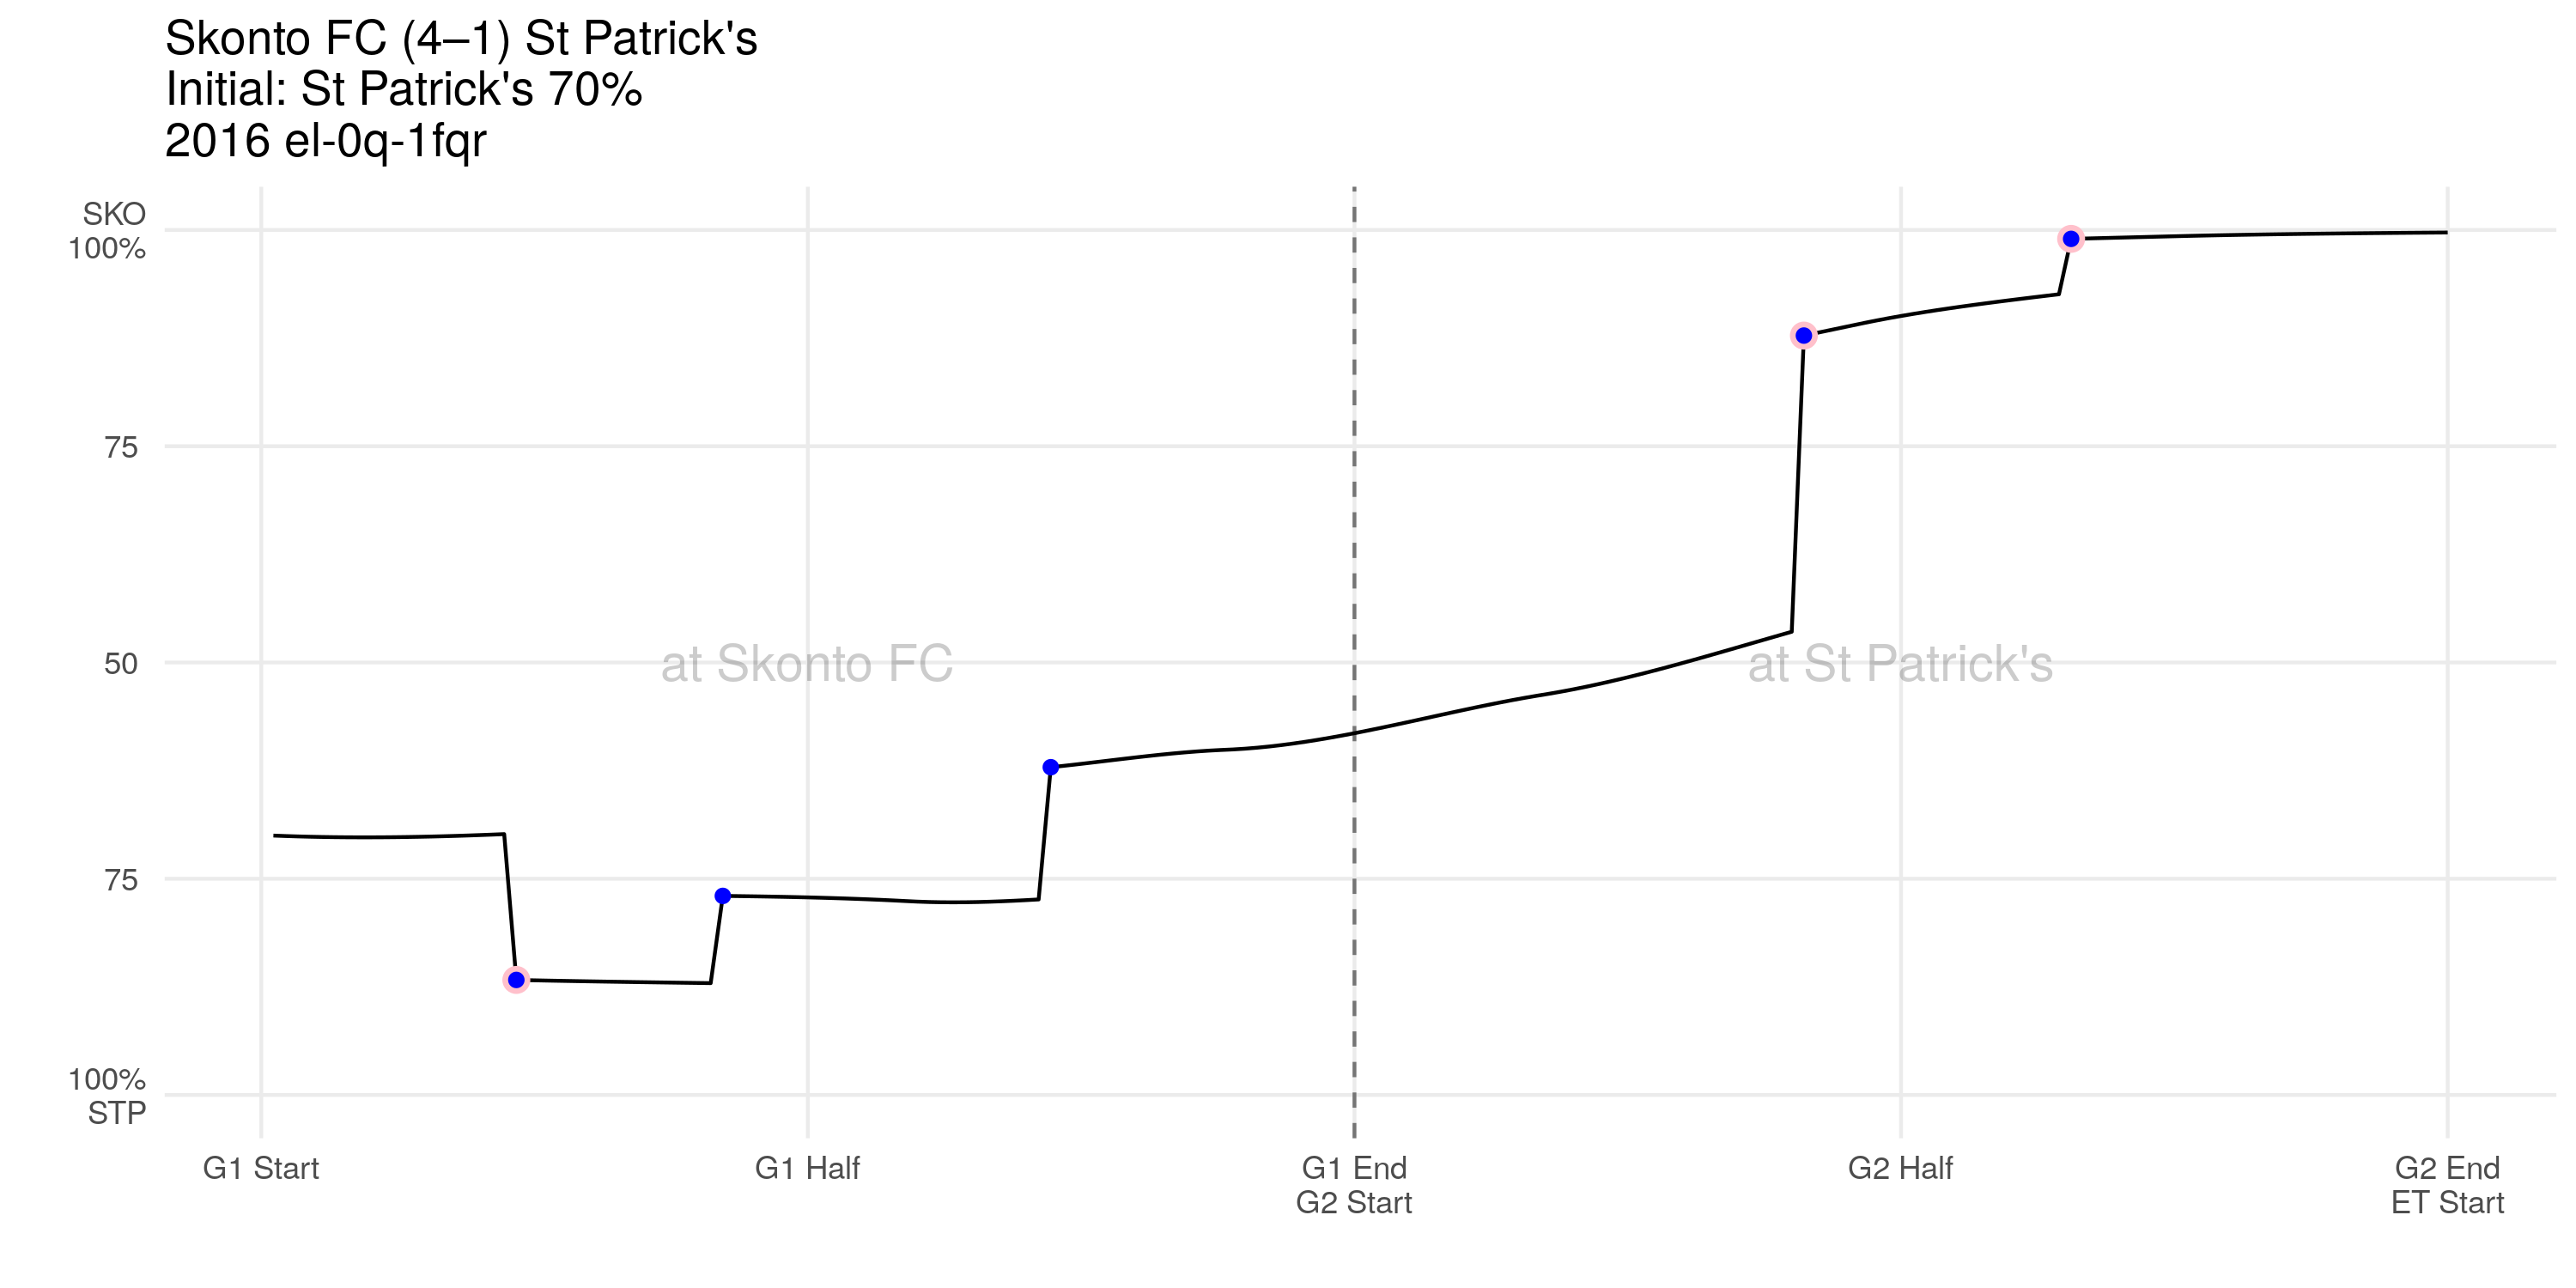 Skonto FC (4–1) St Patrick's
Initial: St Patrick's 70%
2016 el-0q-1fqr
SKO
100%
75
50
75
100%
STP
at Skonto FC
at St Patrick's
G1 Start
G1 Half
G1 End
G2 Start
G2 Half
G2 End
ET Start